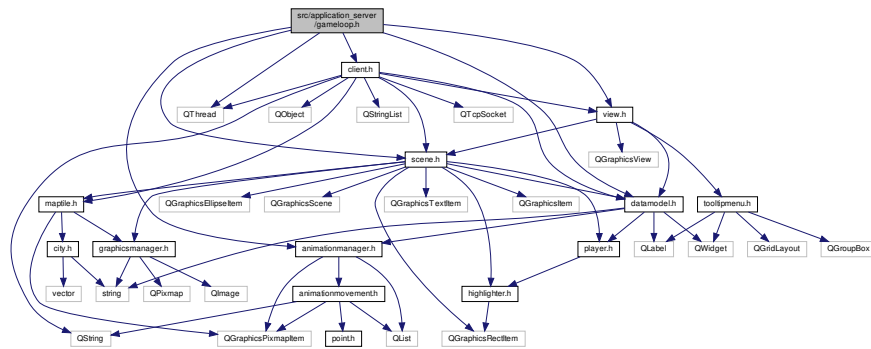 src/application_server
/gameloop.h
client.h
QThread
QObject
QStringList
QTcpSocket
view.h
scene.h
QGraphicsView
maptile.h
QGraphicsEllipseItem
QGraphicsScene
QGraphicsTextItem
QGraphicsItem
datamodel.h
tooltipmenu.h
city.h
graphicsmanager.h
animationmanager.h
player.h
QLabel
QWidget
QGridLayout
QGroupBox
vector
string
QPixmap
QImage
animationmovement.h
highlighter.h
QString
QGraphicsPixmapItem
point.h
QList
QGraphicsRectItem